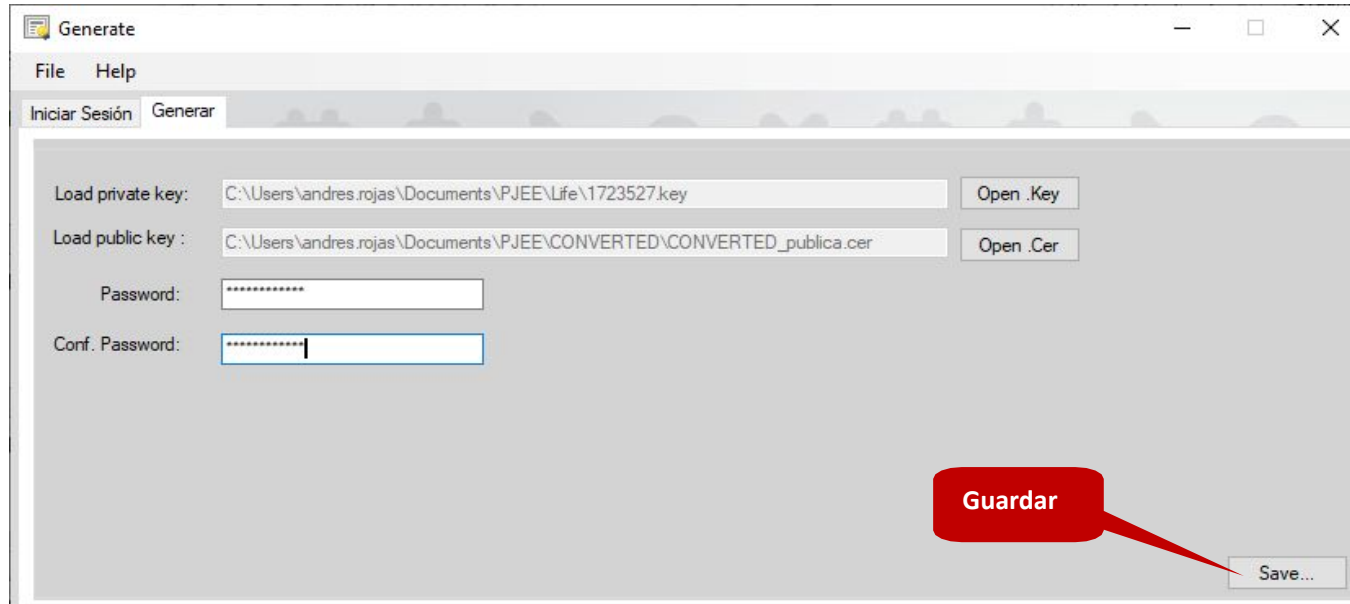 Generate
File Help
Iniciar Sesión Generar
Load private key: C:\Users\andres.rojas\Documents\PJEE\Life\1723527.key Open .Key
Load public key : C:\Users\andres.rojas\Documents\PJEE\CONVERTED\CONVERTED_publica.cer Open .Cer
Password: ************
Conf. Password: ************
Guardar
Save...